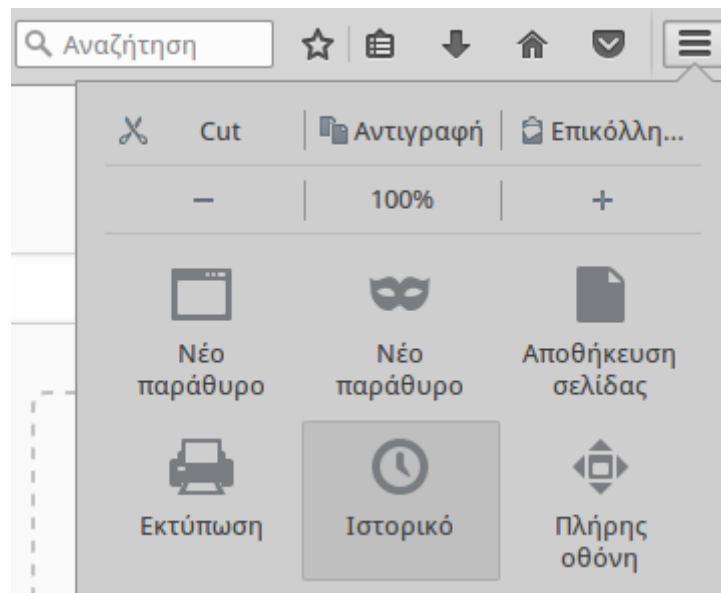 Αναζήτηση
Cut Αντιγραφή Επικόλλη...
− 100% +
Νέο Νέο Αποθήκευση
παράθυρο παράθυρο σελίδας
Εκτύπωση Ιστορικό Πλήρης
οθόνη